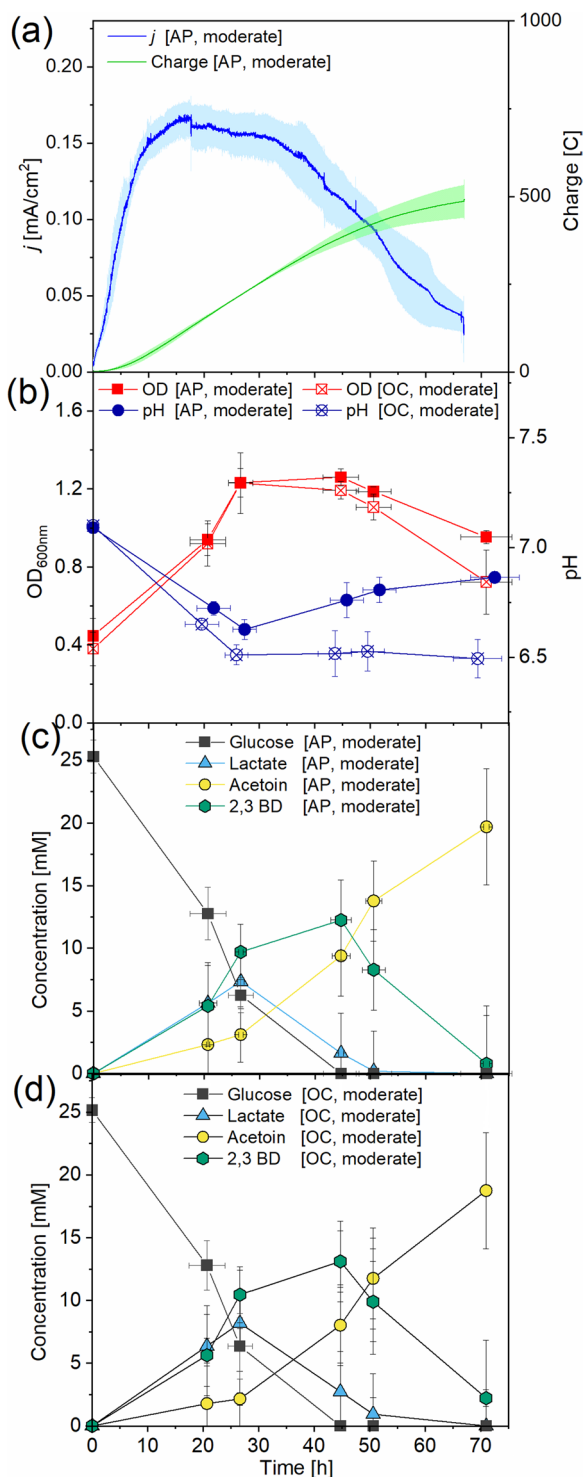 (a)
j [AP, moderate]
Charge [AP, moderate]
0.20
0.15
0.10
0.05
0.00
j [mA/cm²]
1000
500
0
Charge [C]
(b)
OD [AP, moderate] OD [OC, moderate]
pH [AP, moderate] pH [OC, moderate]
1.6
1.2
0.8
0.4
0.0
OD600nm
7.5
7.0
6.5
pH
(c)
Glucose [AP, moderate]
Lactate [AP, moderate]
Acetoin [AP, moderate]
2,3 BD [AP, moderate]
25
20
15
10
5
0
Concentration [mM]
(d)
Glucose [OC, moderate]
Lactate [OC, moderate]
Acetoin [OC, moderate]
2,3 BD [OC, moderate]
25
20
15
10
5
0
Concentration [mM]
0 10 20 30 40 50 60 70
Time [h]